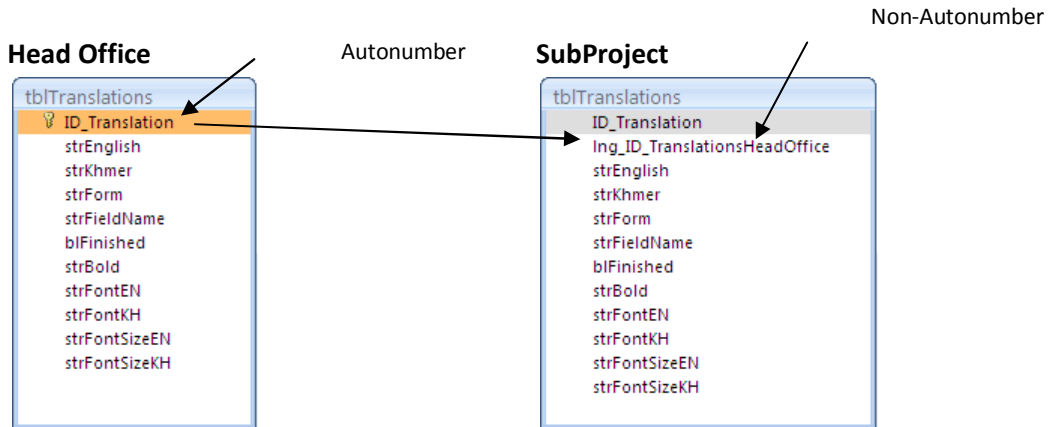 Non-Autonumber
Head Office
Autonumber
SubProject
tblTranslations
ID_Translation
strEnglish
strKhmer
strForm
strFieldName
blFinished
strBold
strFontEN
strFontKH
strFontSizeEN
strFontSizeKH
tblTranslations
ID_Translation
lng_ID_TranslationsHeadOffice
strEnglish
strKhmer
strForm
strFieldName
blFinished
strBold
strFontEN
strFontKH
strFontSizeEN
strFontSizeKH